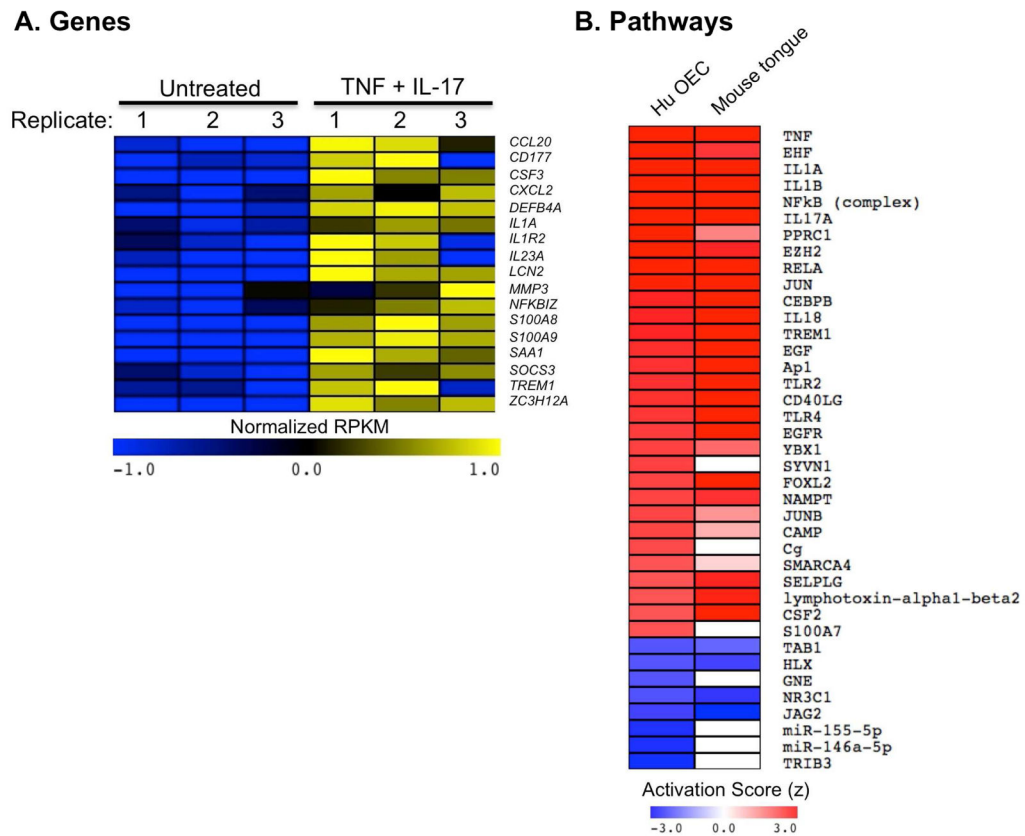 A. Genes
Untreated TNF + IL-17
Replicate: 1 2 3 1 2 3
CCL20
CD177
CSF3
CXCL2
DEFB4A
IL1A
IL1R2
IL23A
LCN2
MMP3
NFKBIZ
S100A8
S100A9
SAA1
SOCS3
TREM1
ZC3H12A
Normalized RPKM
-1.0 0.0 1.0
B. Pathways
Hu OEC
Mouse tongue
TNF
EHF
IL1A
IL1B
NFkB (complex)
IL17A
PPRC1
EZH2
RELA
JUN
CEBPB
IL18
TREM1
EGF
Ap1
TLR2
CD40LG
TLR4
EGFR
YBX1
SYVN1
FOXL2
NAMPT
JUNB
CAMP
Cg
SMARCA4
SELPLG
lymphotoxin-alpha1-beta2
CSF2
S100A7
TAB1
HLX
GNE
NR3C1
JAG2
miR-155-5p
miR-146a-5p
TRIB3
Activation Score (z)
-3.0 0.0 3.0